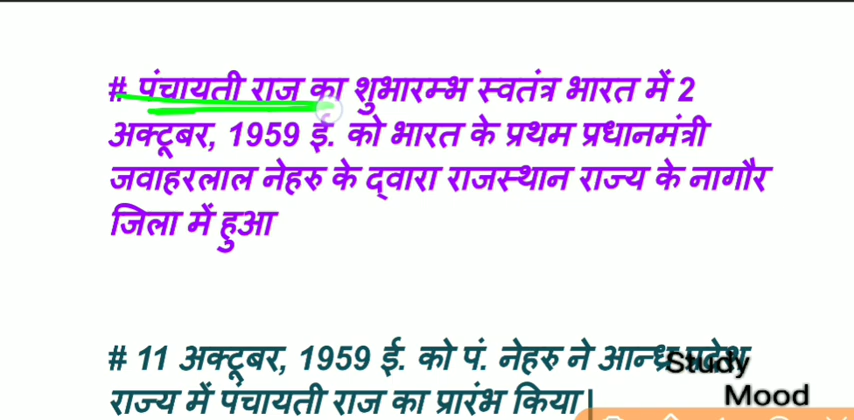 # पंचायती राज का शुभारम्भ स्वतंत्र भारत में 2
अक्टूबर, 1959 ई. को भारत के प्रथम प्रधानमंत्री
जवाहरलाल नेहरु के द्वारा राजस्थान राज्य के नागौर
जिला में हुआ
# 11 अक्टूबर, 1959 ई. को पं. नेहरु ने आन्ध्र प्रदेश
राज्य में पंचायती राज का प्रारंभ किया|
Study
Mood